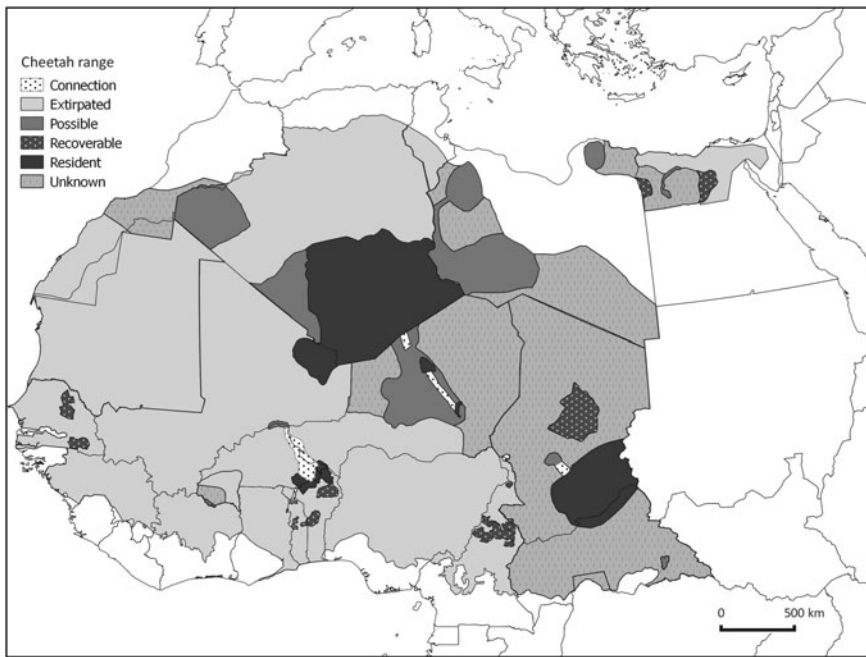 Cheetah range
Connection
Extirpated
Possible
Recoverable
Resident
Unknown
0 500 km